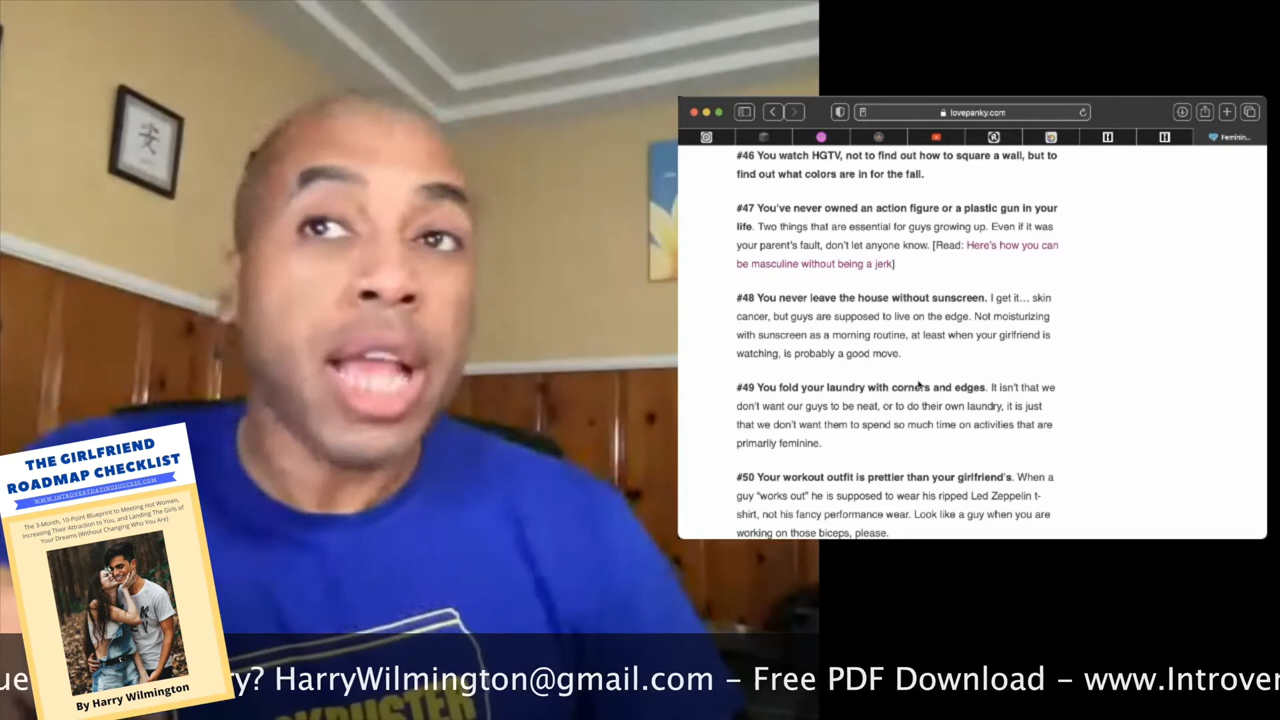 安
lovepanky.com
Feminin...
#46 You watch HGTV, not to find out how to square a wall, but to
find out what colors are in for the fall.
#47 You've never owned an action figure or a plastic gun in your
life. Two things that are essential for guys growing up. Even if it was
your parent's fault, don't let anyone know. [Read: Here's how you can
be masculine without being a jerk]
#48 You never leave the house without sunscreen. I get it... skin
cancer, but guys are supposed to live on the edge. Not moisturizing
with sunscreen as a morning routine, at least when your girlfriend is
watching, is probably a good move.
#49 You fold your laundry with corners and edges. It isn't that we
don't want our guys to be neat, or to do their own laundry, it is just
that we don't want them to spend so much time on activities that are
primarily feminine.
#50 Your workout outfit is prettier than your girlfriend's. When a
guy "works out" he is supposed to wear his ripped Led Zeppelin t-
shirt, not his fancy performance wear. Look like a guy when you are
working on those biceps, please.
THE GIRLFRIEND
ROADMAP CHECKLIST
WWW.INTROVERTDATINGSUCCESS.COM
The 3-Month, 10-Point Blueprint to Meeting Hot Women,
Increasing Their Attraction to You, and Landing The Girls of
Your Dreams (Without Changing Who You Are)
By Harry Wilmington
ue ry? HarryWilmington@gmail.com – Free PDF Download – www.Introver
CKBUSTER